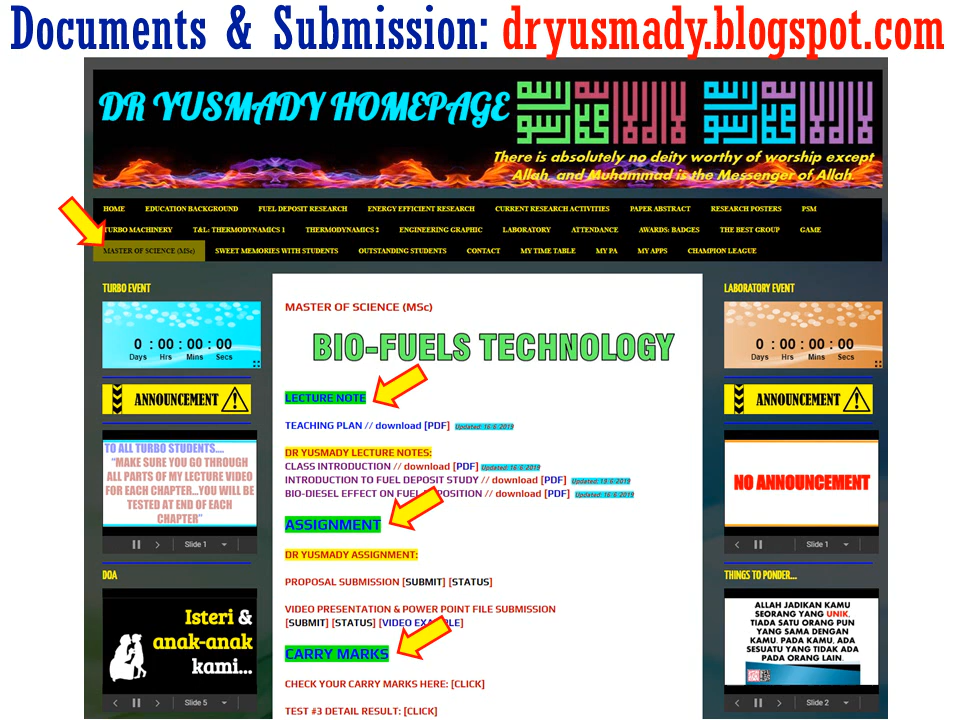 Documents & Submission: dryusmady.blogspot.com
DR YUSMADY HOMEPAGE
There is absolutely no deity worthy of worship except
Allah, and Muhammad is the Messenger of Allah.
HOME EDUCATION BACKGROUND FUEL DEPOSIT RESEARCH ENERGY EFFICIENT RESEARCH CURRENT RESEARCH ACTIVITIES PAPER ABSTRACT RESEARCH POSTERS PSM
TURBO MACHINERY T&L: THERMODYNAMICS 1 THERMODYNAMICS 2 ENGINEERING GRAPHIC LABORATORY ATTENDANCE AWARDS: BADGES THE BEST GROUP GAME
MASTER OF SCIENCE (MSc) SWEET MEMORIES WITH STUDENTS OUTSTANDING STUDENTS CONTACT MY TIME TABLE MY PA MY APPS CHAMPION LEAGUE
TURBO EVENT
0 : 00 : 00 : 00
Days Hrs Mins Secs
ANNOUNCEMENT
TO ALL TURBO STUDENTS....
"MAKE SURE YOU GO THROUGH
ALL PARTS OF MY LECTURE VIDEO
FOR EACH CHAPTER...YOU WILL BE
TESTED AT END OF EACH
CHAPTER"
Slide 1
DOA
Isteri &
anak-anak
kami...
Slide 5
MASTER OF SCIENCE (MSc)
BIO-FUELS TECHNOLOGY
LECTURE NOTE
TEACHING PLAN // download [PDF] Updated: 16/6/2019
DR YUSMADY LECTURE NOTES:
CLASS INTRODUCTION // download [PDF] Updated: 16/6/2019
INTRODUCTION TO FUEL DEPOSIT STUDY // download [PDF] Updated: 19/6/2019
BIO-DIESEL EFFECT ON FUEL // download [PDF] Updated: 16/6/2019
ASSIGNMENT
DR YUSMADY ASSIGNMENT:
PROPOSAL SUBMISSION [SUBMIT] [STATUS]
VIDEO PRESENTATION & POWER POINT FILE SUBMISSION
[SUBMIT] [STATUS] [VIDEO EXAMPLE]
CARRY MARKS
CHECK YOUR CARRY MARKS HERE: [CLICK]
TEST #3 DETAIL RESULT: [CLICK]
LABORATORY EVENT
0 : 00 : 00 : 00
Days Hrs Mins Secs
ANNOUNCEMENT
NO ANNOUNCEMENT
Slide 1
THINGS TO PONDER...
ALLAH JADIKAN KAMU
SEORANG YANG UNIK,
TIADA SATU ORANG PUN
YANG SAMA DENGAN
KAMU. PADA KAMU, ADA
SESUATU YANG TIDAK ADA
PADA ORANG LAIN.
Slide 2